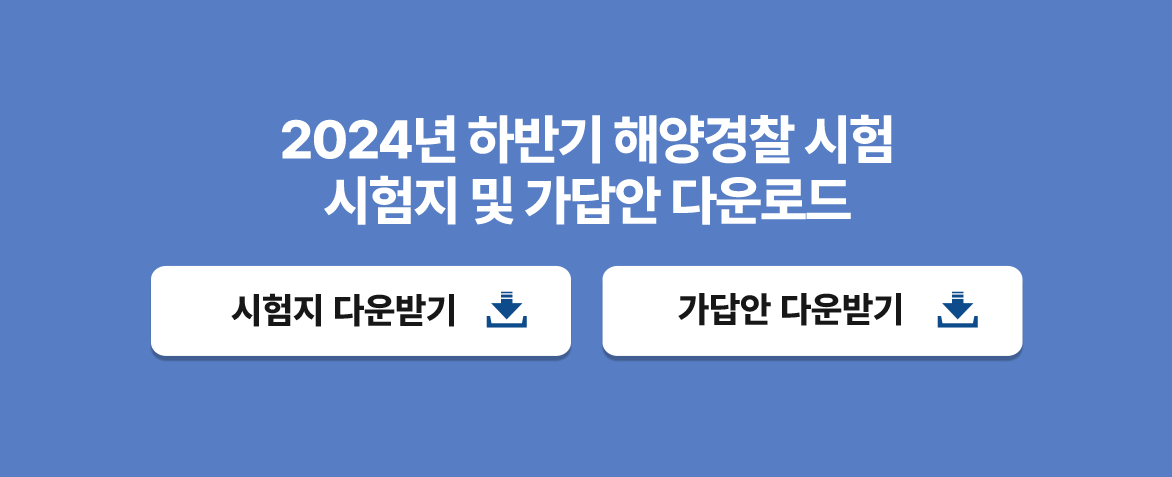 2024년 하반기 해양경찰 시험
시험지 및 가답안 다운로드
시험지 다운받기
가답안 다운받기